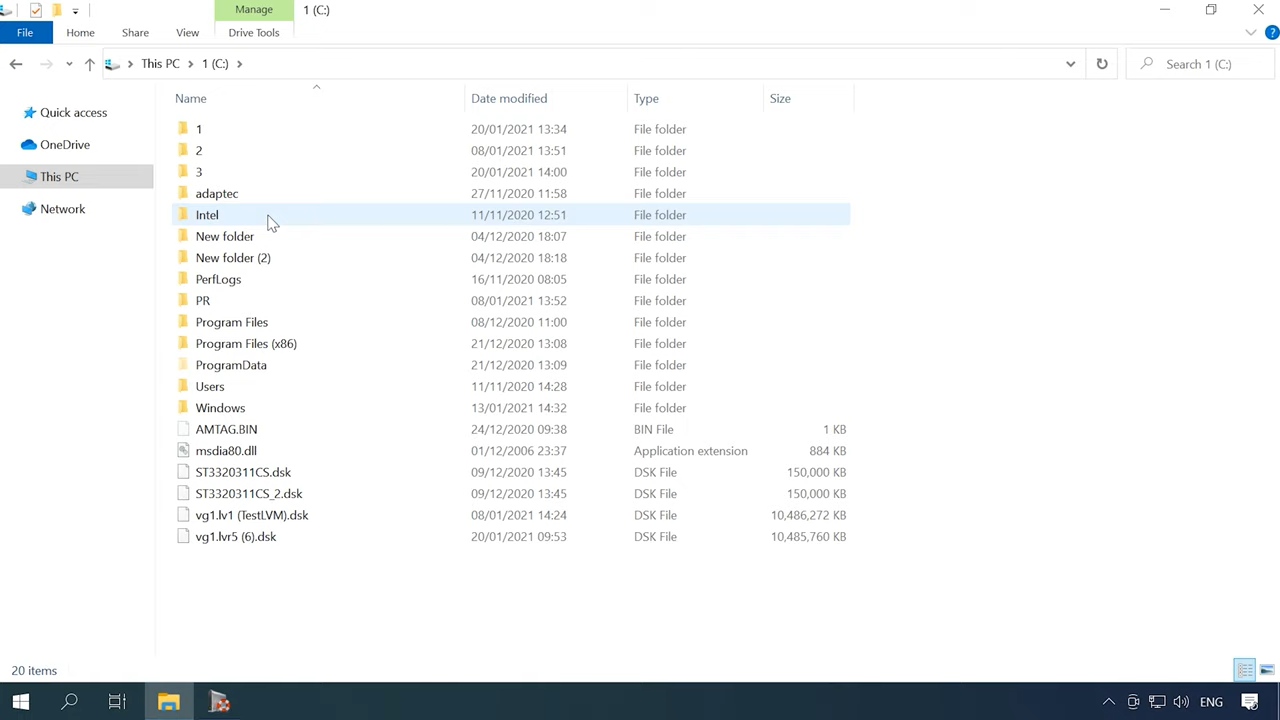 Manage 1 (C:)
File Home Share View Drive Tools
This PC 1 (C:) Search 1 (C:)
Name Date modified Type Size
Quick access
OneDrive
This PC
Network
1 20/01/2021 13:34 File folder
2 08/01/2021 13:51 File folder
3 20/01/2021 14:00 File folder
adaptec 27/11/2020 11:58 File folder
Intel 11/11/2020 12:51 File folder
New folder 04/12/2020 18:07 File folder
New folder (2) 04/12/2020 18:18 File folder
PerfLogs 16/11/2020 08:05 File folder
PR 08/01/2021 13:52 File folder
Program Files 08/12/2020 11:00 File folder
Program Files (x86) 21/12/2020 13:08 File folder
ProgramData 21/12/2020 13:09 File folder
Users 11/11/2020 14:28 File folder
Windows 13/01/2021 14:32 File folder
AMTAG.BIN 24/12/2020 09:38 BIN File 1 KB
msdia80.dll 01/12/2006 23:37 Application extension 884 KB
ST3320311CS.dsk 09/12/2020 13:45 DSK File 150,000 KB
ST3320311CS_2.dsk 09/12/2020 13:45 DSK File 150,000 KB
vg1.lv1 (TestLVM).dsk 08/01/2021 14:24 DSK File 10,486,272 KB
vg1.lvr5 (6).dsk 20/01/2021 09:53 DSK File 10,485,760 KB
20 items
ENG